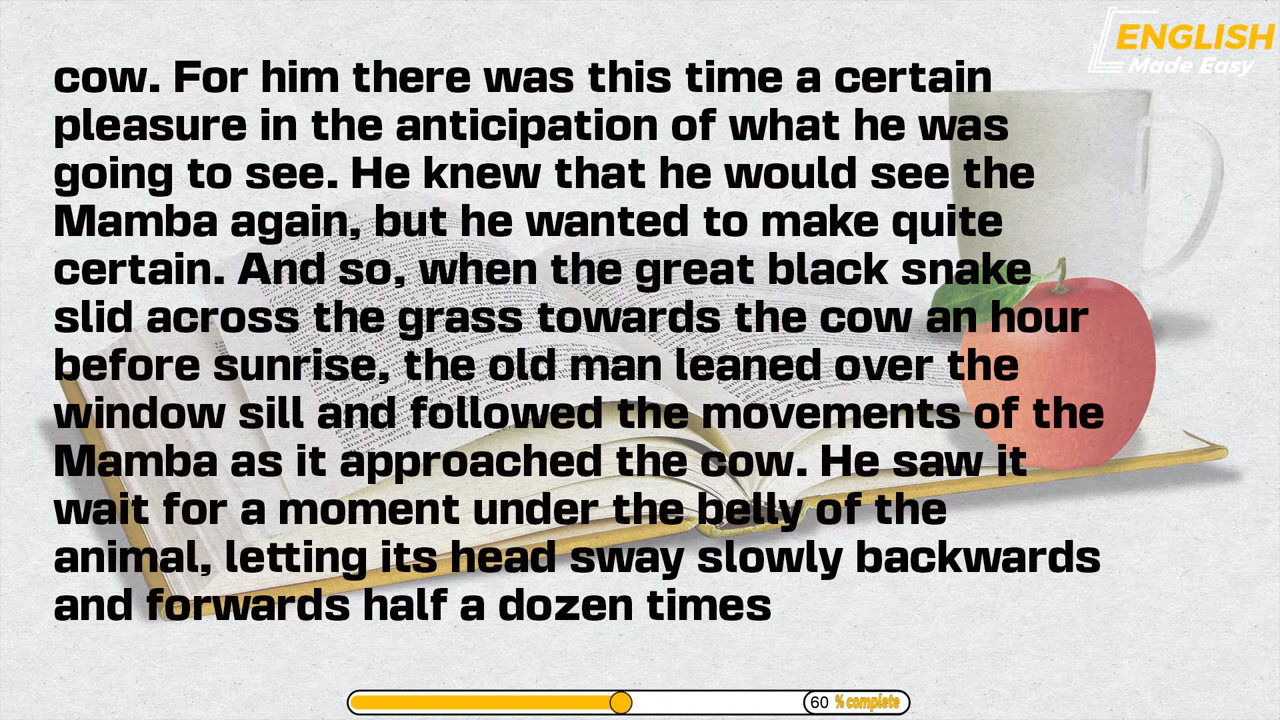 ENGLISH
Made Easy
cow. For him there was this time a certain
pleasure in the anticipation of what he was
going to see. He knew that he would see the
Mamba again, but he wanted to make quite
certain. And so, when the great black snake
slid across the grass towards the cow an hour
before sunrise, the old man leaned over the
window sill and followed the movements of the
Mamba as it approached the cow. He saw it
wait for a moment under the belly of the
animal, letting its head sway slowly backwards
and forwards half a dozen times
60 % complete